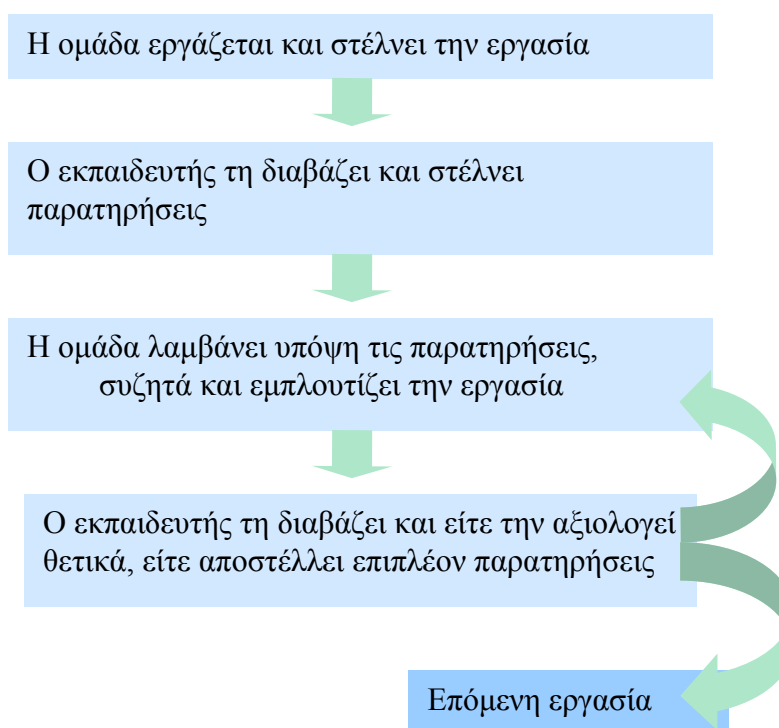 Η ομάδα εργάζεται και στέλνει την εργασία
Ο εκπαιδευτής τη διαβάζει και στέλνει
παρατηρήσεις
Η ομάδα λαμβάνει υπόψη τις παρατηρήσεις,
συζητά και εμπλουτίζει την εργασία
Ο εκπαιδευτής τη διαβάζει και είτε την αξιολογεί
θετικά, είτε αποστέλλει επιπλέον παρατηρήσεις
Επόμενη εργασία